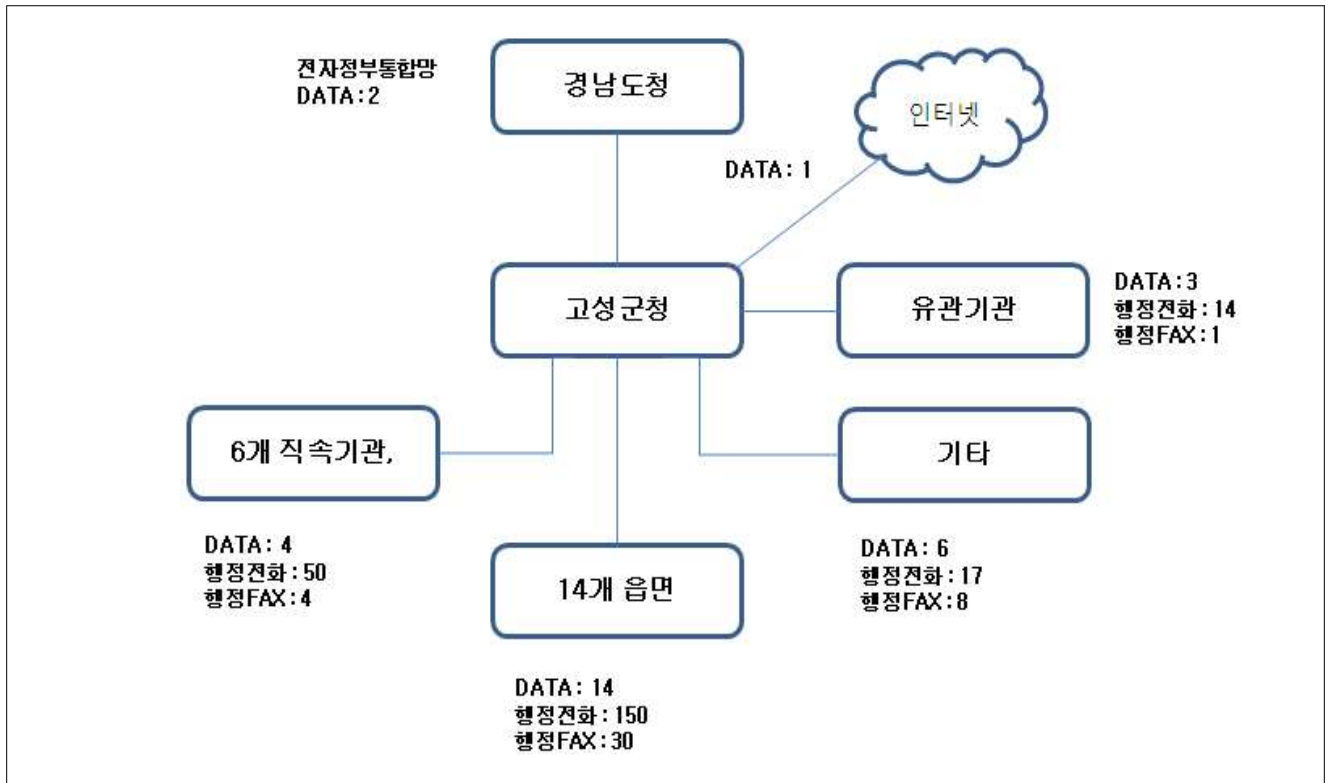 전자정부통합망
DATA:2
경남도청
인터넷
DATA: 1
고성군청
유관기관
DATA:3
행정전화:14
행정FAX:1
6개 직속기관,
기타
DATA: 4
행정전화:50
행정FAX:4
14개 읍면
DATA: 6
행정전화:17
행정FAX:8
DATA: 14
행정전화:150
행정FAX:30